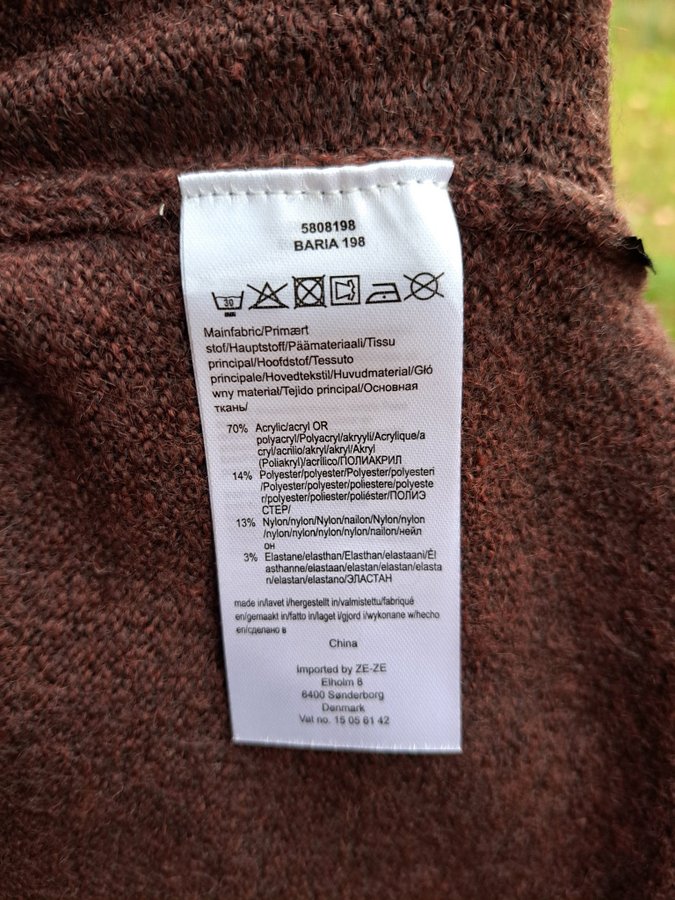 5808198
BARIA 198
30
Mainfabric/Primært
stof/Hauptstoff/Päämateriaali/Tissu
principal/Hoofdstof/Tessuto
principale/Hovedtekstil/Huvudmaterial/Głó
wny materiał/Tejido principal/Основная
ткань/
70% Acrylic/acryl OR
polyacryl/Polyacryl/akryyli/Acrylique/a
cryl/acrilio/akryl/akryl/Akryl
(Poliakryl)/acrílico/ПОЛИАКРИЛ
14% Polyester/polyester/Polyester/polyesteri
/Polyester/polyester/poliestere/polyeste
r/polyester/poliester/poliéster/ПОЛИЭ
СТЕР/
13% Nylon/nylon/Nylon/nailon/Nylon/nylon
/nylon/nylon/nylon/nylon/nailon/нейл
он
3% Elastane/elasthan/Elasthan/elastaani/Él
asthanne/elastaan/elastan/elastan/elasta
n/elastan/elastano/ЭЛАСТАН
made in/lavet i/hergestellt in/valmistettu/fabriqué
en/gemaakt in/fatto in/laget i/gjord i/wykonane w/hecho
en/сделано в
China
Imported by ZE-ZE
Elholm 6
6400 Sønderborg
Denmark
Vat no. 15 05 61 42